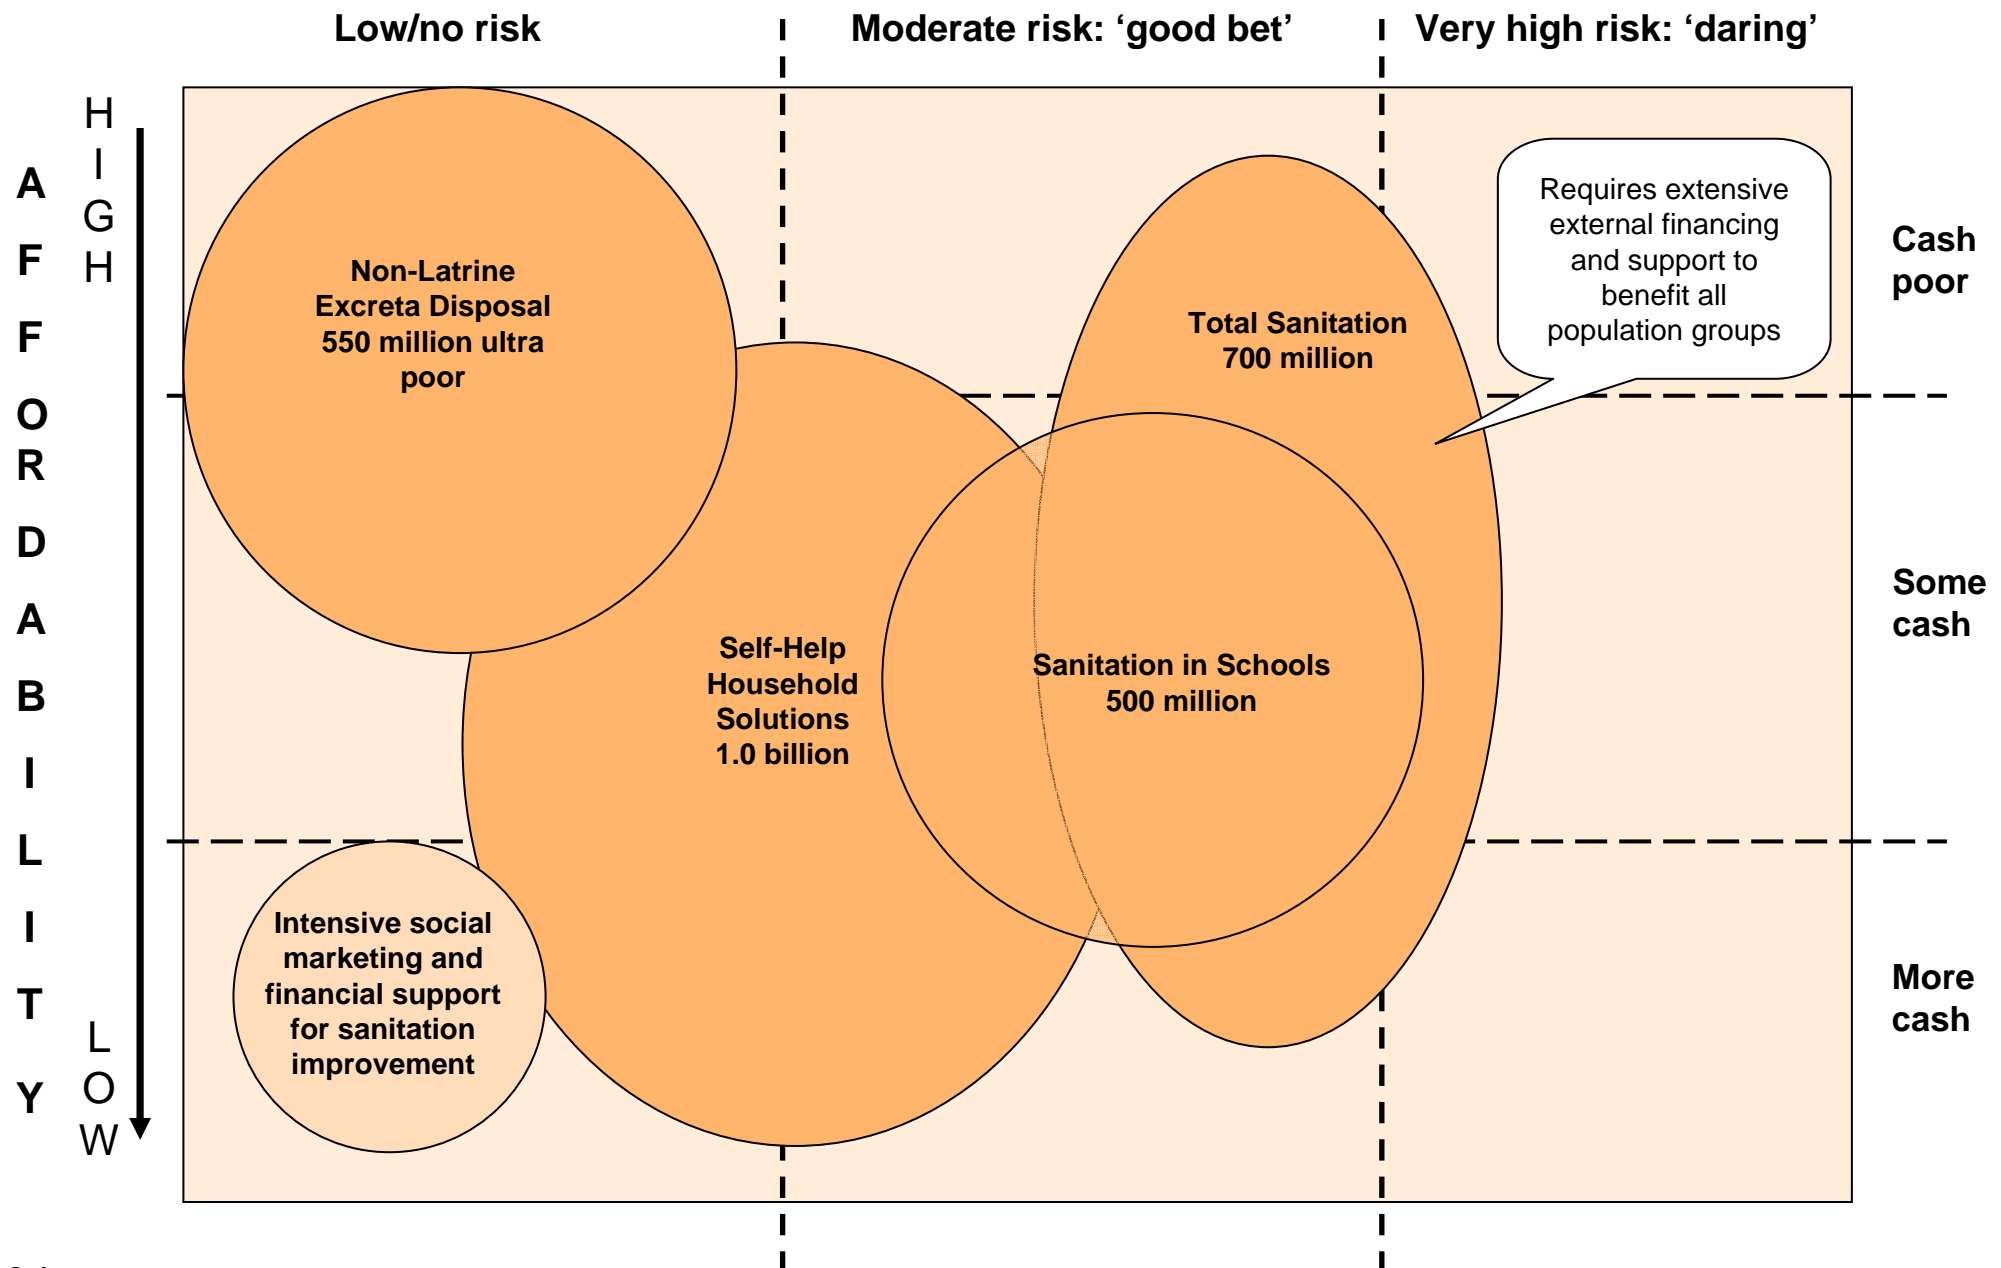 Low/no risk
Moderate risk: ‘good bet’
Very high risk: ‘daring’
AFFORDABILITY
HIGH
LOW
Non-Latrine
Excreta Disposal
550 million ultra
poor
Total Sanitation
700 million
Requires extensive
external financing
and support to
benefit all
population groups
Cash
poor
Self-Help
Household
Solutions
1.0 billion
Sanitation in Schools
500 million
Some
cash
Intensive social
marketing and
financial support
for sanitation
improvement
More
cash